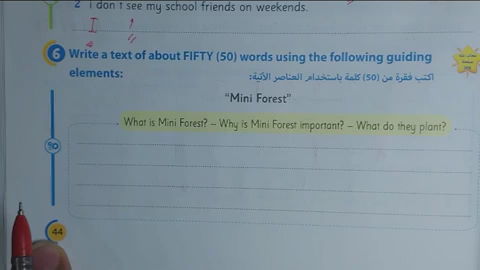 2 I don't see my school friends on weekends.
6 Write a text of about FIFTY (50) words using the following guiding
elements:
اكتب فقرة من (50) كلمة باستخدام العناصر الآتية:
"Mini Forest"
What is Mini Forest? – Why is Mini Forest important? – What do they plant?
44